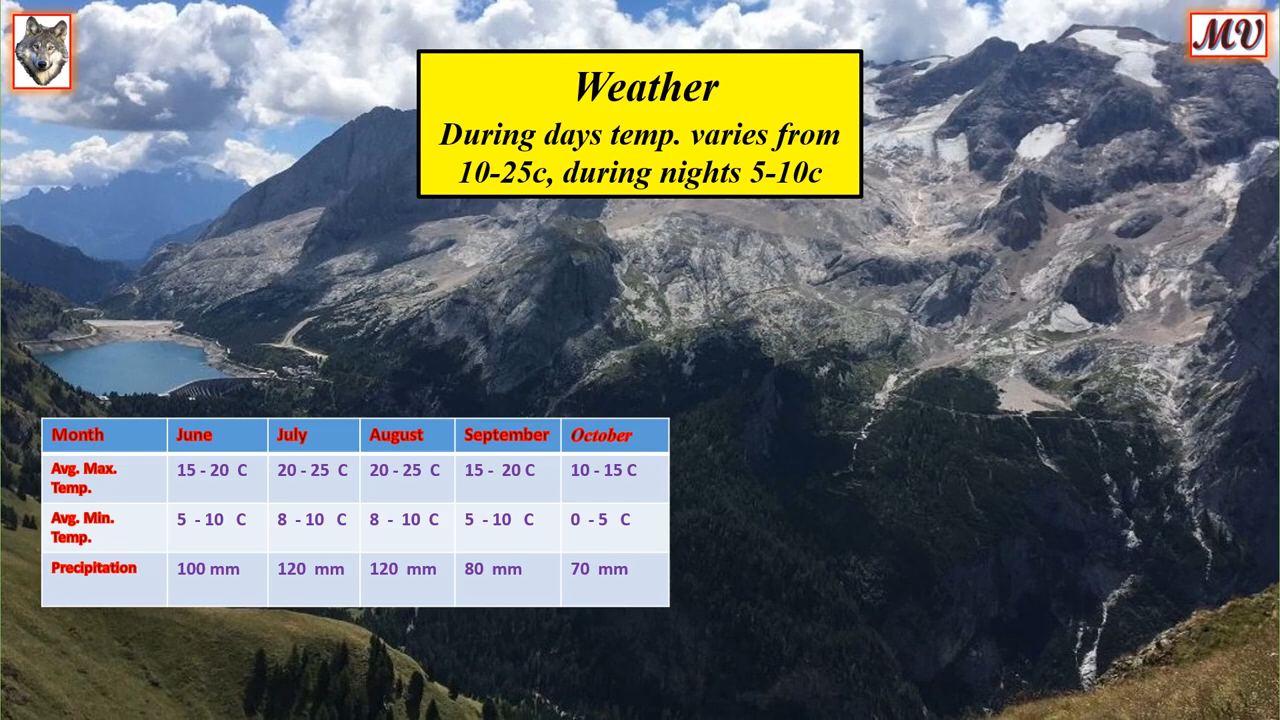 MV
Weather
During days temp. varies from
10-25c, during nights 5-10c
Month June July August September October
Avg. Max. Temp. 15 - 20 C 20 - 25 C 20 - 25 C 15 - 20 C 10 - 15 C
Avg. Min. Temp. 5 - 10 C 8 - 10 C 8 - 10 C 5 - 10 C 0 - 5 C
Precipitation 100 mm 120 mm 120 mm 80 mm 70 mm